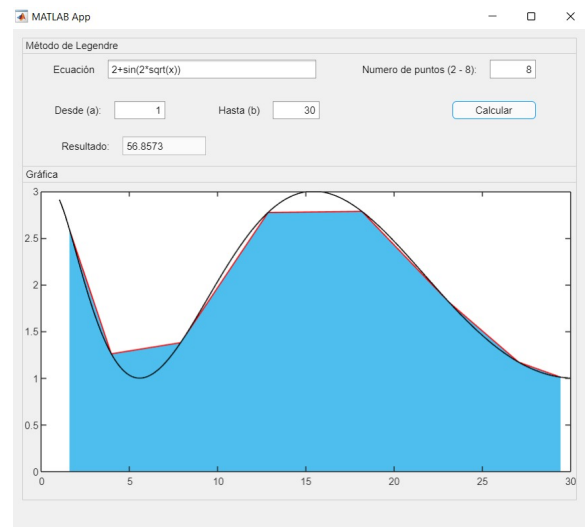 MATLAB App
Método de Legendre
Ecuación 2+sin(2*sqrt(x)) Numero de puntos (2 - 8): 8
Desde (a): 1 Hasta (b) 30 Calcular
Resultado: 56.8573
Gráfica
3
2.5
2
1.5
1
0.5
0
0 5 10 15 20 25 30